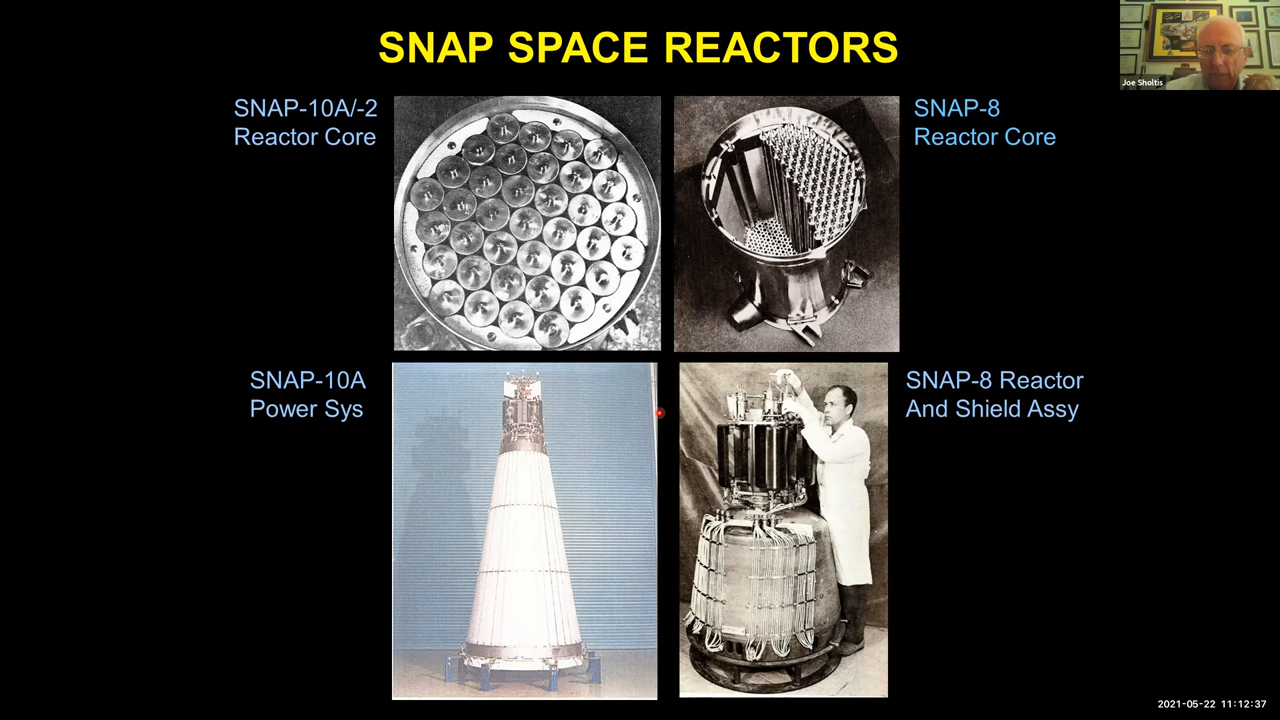 SNAP SPACE REACTORS
SNAP-10A/-2
Reactor Core
SNAP-8
Reactor Core
Joe Sholtis
SNAP-10A
Power Sys
SNAP-8 Reactor
And Shield Assy
2021-05-22 11:12:37